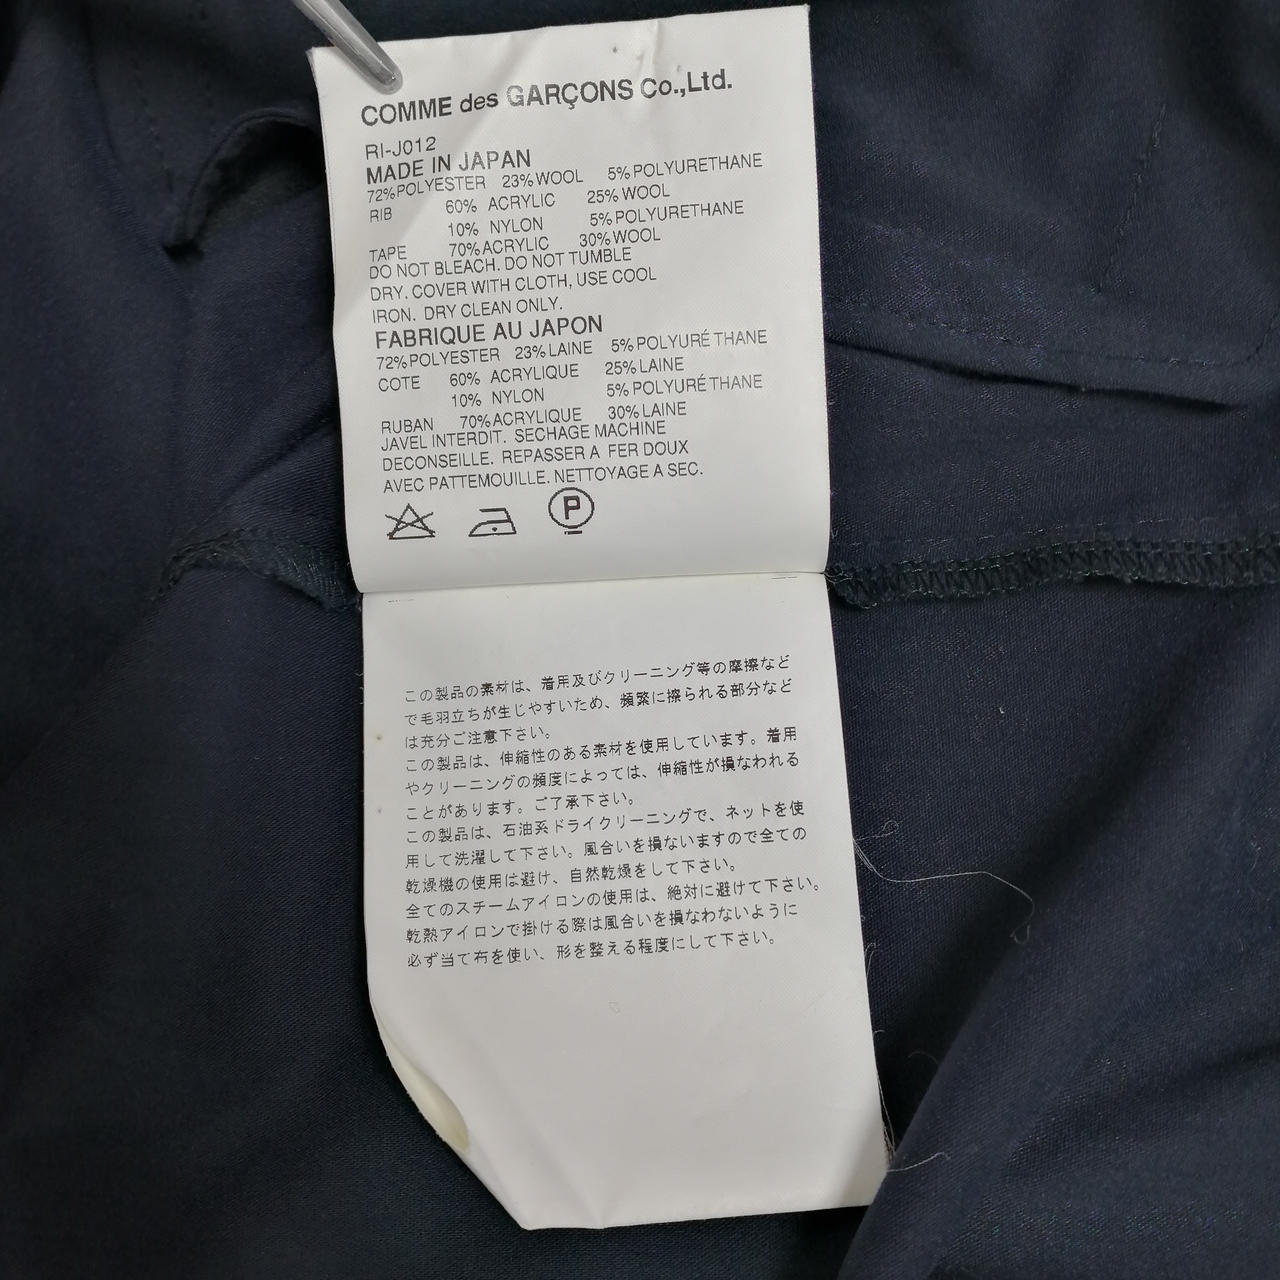 COMME des GARÇONS Co.,Ltd.
RI-J012
MADE IN JAPAN
72%POLYESTER 23%WOOL 5%POLYURETHANE
RIB 60% ACRYLIC 25%WOOL
10% NYLON 5%POLYURETHANE
TAPE 70%ACRYLIC 30%WOOL
DO NOT BLEACH. DO NOT TUMBLE
DRY. COVER WITH CLOTH, USE COOL
IRON. DRY CLEAN ONLY.
FABRIQUE AU JAPON
72%POLYESTER 23%LAINE 5%POLYURÉTHANE
COTE 60% ACRYLIQUE 25%LAINE
10% NYLON 5%POLYURÉTHANE
RUBAN 70%ACRYLIQUE 30%LAINE
JAVEL INTERDIT. SECHAGE MACHINE
DECONSEILLE. REPASSER A FER DOUX
AVEC PATTEMOUILLE. NETTOYAGE A SEC.
P
この製品の素材は、着用及びクリーニング等の摩擦など
で毛羽立ちが生じやすいため、頻繁に擦られる部分など
は充分ご注意下さい。
この製品は、伸縮性のある素材を使用しています。着用
やクリーニングの頻度によっては、伸縮性が損なわれる
ことがあります。ご了承下さい。
この製品は、石油系ドライクリーニングで、ネットを使
用して洗濯して下さい。風合いを損ないますので全ての
乾燥機の使用は避け、自然乾燥をして下さい。
全てのスチームアイロンの使用は、絶対に避けて下さい。
乾熱アイロンで掛ける際は風合いを損なわないように
必ず当て布を使い、形を整える程度にして下さい。